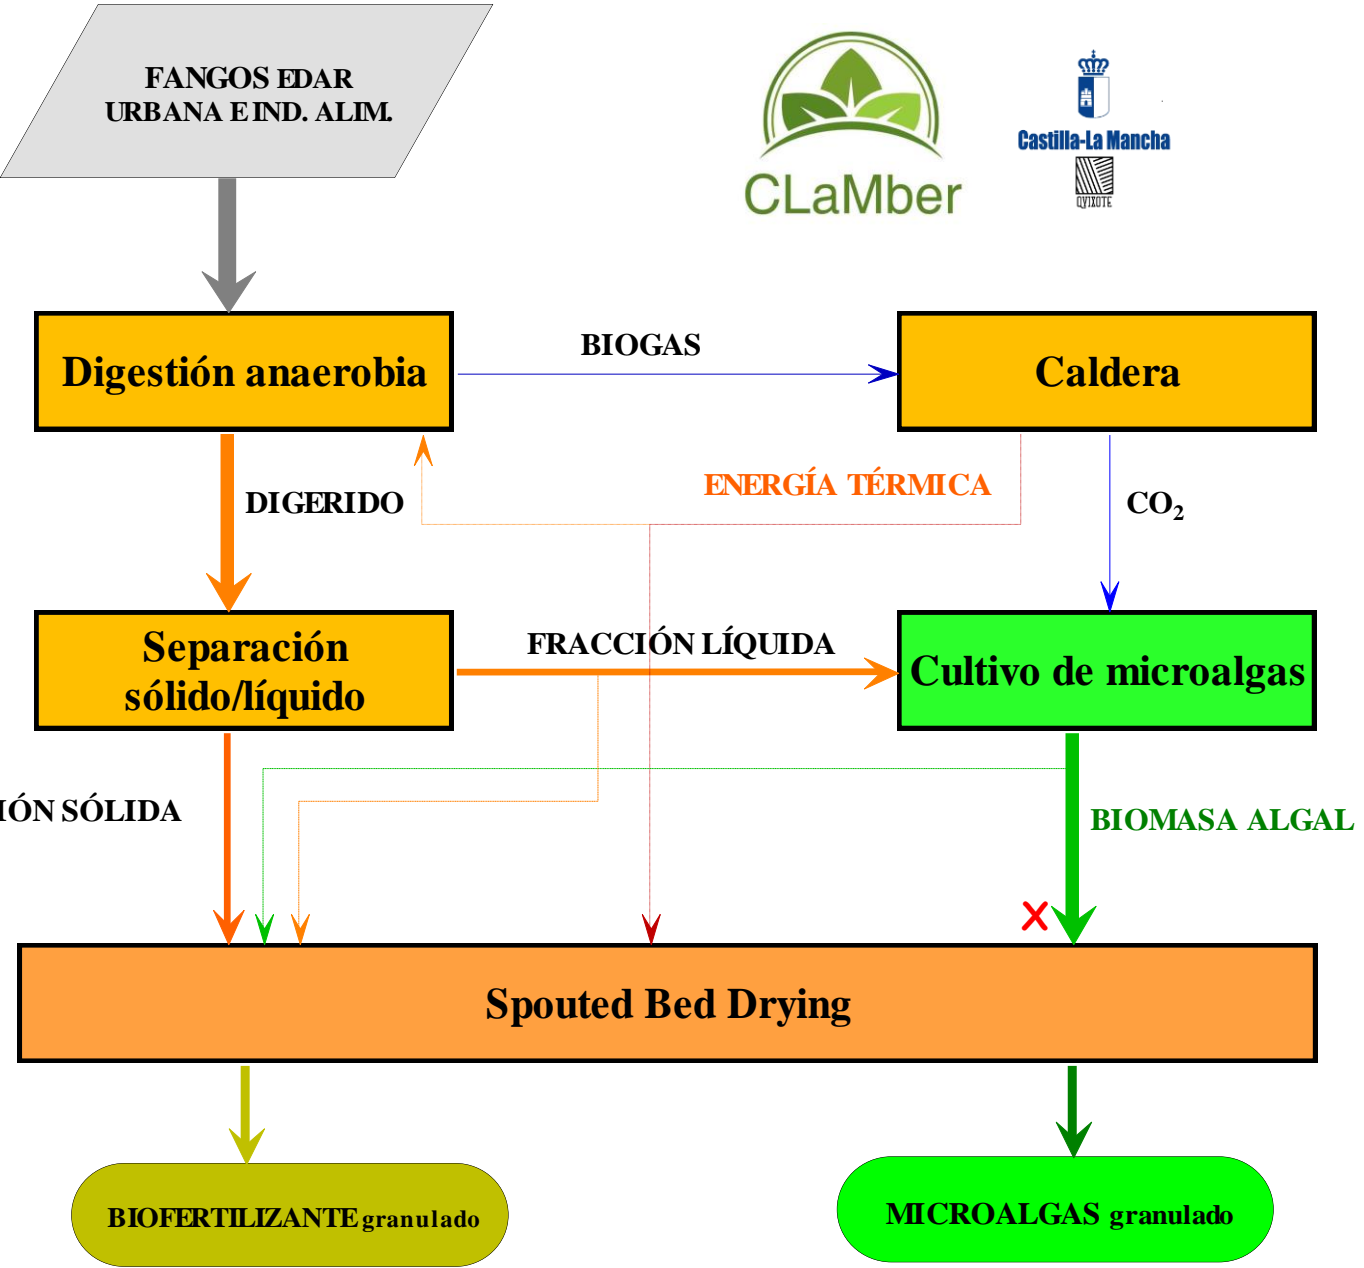 FANGOS EDAR
URBANA E IND. ALIM.
CLaMber
Castilla-La Mancha
QVIXOTE
Digestión anaerobia
BIOGAS
Caldera
DIGERIDO
ENERGÍA TÉRMICA
CO₂
Separación
sólido/líquido
FRACCIÓN LÍQUIDA
Cultivo de microalgas
IÓN SÓLIDA
BIOMASA ALGAL
X
Spouted Bed Drying
BIOFERTILIZANTE granulado
MICROALGAS granulado